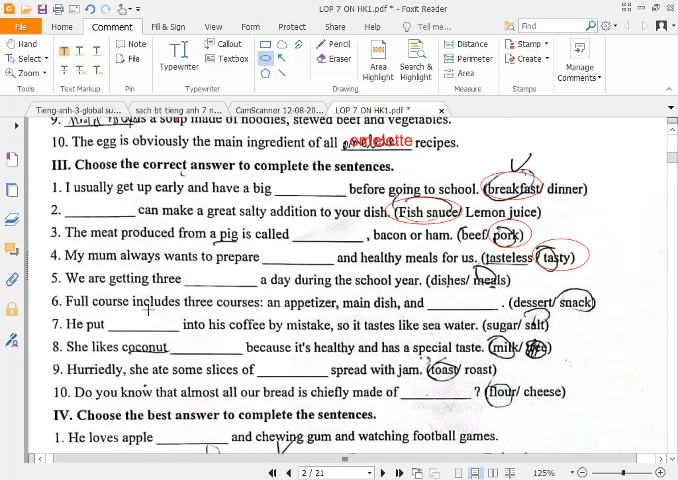 LOP 7 ON HK1.pdf * - Foxit Reader
File Home Comment View Form Protect Share Help Extras Tell me... Find
Hand Select Zoom
Note File
Typewriter Callout Textbox
Pencil Eraser Area Highlight Search & Highlight
Distance Perimeter Area
Stamp Create
Manage Comments
Text Markup Pin Typewriter Drawing Measure Stamps
Tieng-anh-3-global su... sach bt tieng anh 7 n... CamScanner 12-08-20... LOP 7 ON HK1.pdf *
9. is a soup made of noodles, stewed beef and vegetables.
10. The egg is obviously the main ingredient of all omelette recipes.
III. Choose the correct answer to complete the sentences.
1. I usually get up early and have a big __________ before going to school. (breakfast/ dinner)
2. __________ can make a great salty addition to your dish. (Fish sauce/ Lemon juice)
3. The meat produced from a pig is called __________ , bacon or ham. (beef/ pork)
4. My mum always wants to prepare __________ and healthy meals for us. (tasteless / tasty)
5. We are getting three __________ a day during the school year. (dishes/ meals)
6. Full course includes three courses: an appetizer, main dish, and __________ . (dessert/ snack)
7. He put __________ into his coffee by mistake, so it tastes like sea water. (sugar/ salt)
8. She likes coconut __________ because it's healthy and has a special taste. (milk/
9. Hurriedly, she ate some slices of __________ spread with jam. (toast/ roast)
10. Do you know that almost all our bread is chiefly made of __________ ? (flour/ cheese)
IV. Choose the best answer to complete the sentences.
1. He loves apple __________ and chewing gum and watching football games.
2 / 21 125%